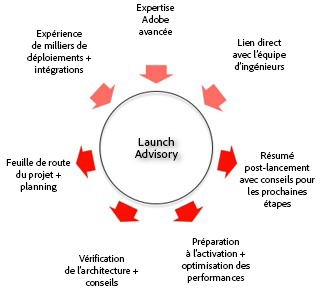 Expertise
Adobe
avancée
Expérience
de milliers de
déploiements +
intégrations
Lien direct
avec l'équipe
d'ingénieurs
Launch
Advisory
Feuille de route
du projet +
planning
Résumé
post-lancement
avec conseils pour
les prochaines
étapes
Vérification
de l'architecture +
conseils
Préparation
à l'activation +
optimisation des
performances